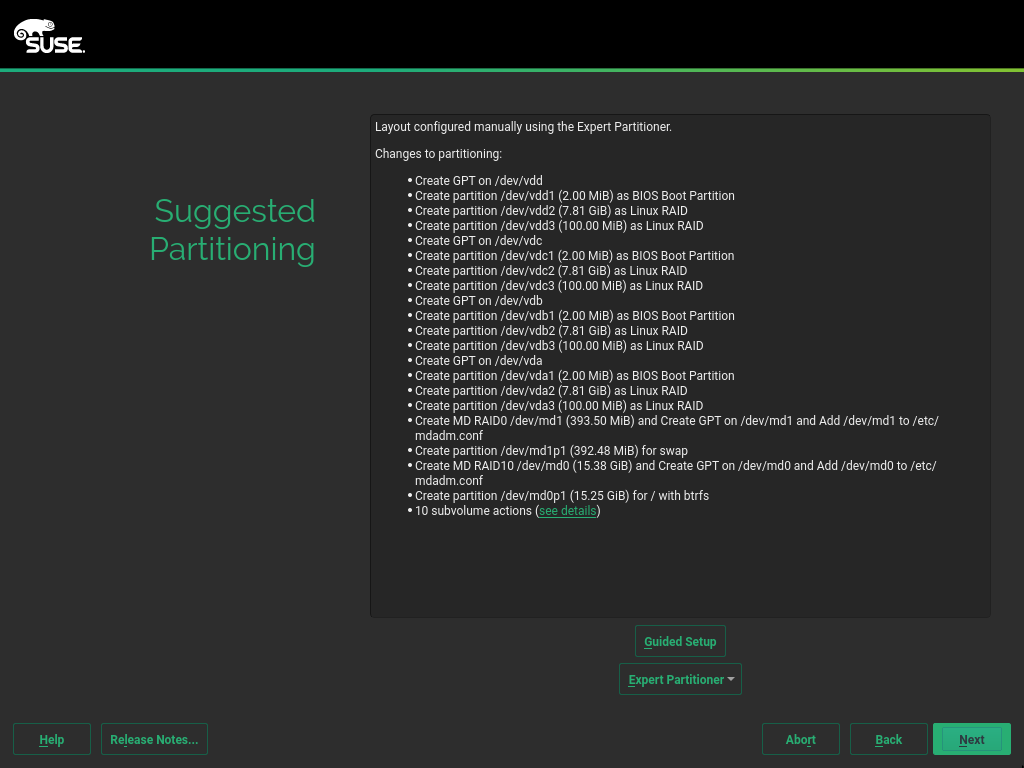 SUSE.
Layout configured manually using the Expert Partitioner.
Changes to partitioning:
Suggested
Partitioning
• Create GPT on /dev/vdd
• Create partition /dev/vdd1 (2.00 MiB) as BIOS Boot Partition
• Create partition /dev/vdd2 (7.81 GiB) as Linux RAID
• Create partition /dev/vdd3 (100.00 MiB) as Linux RAID
• Create GPT on /dev/vdc
• Create partition /dev/vdc1 (2.00 MiB) as BIOS Boot Partition
• Create partition /dev/vdc2 (7.81 GiB) as Linux RAID
• Create partition /dev/vdc3 (100.00 MiB) as Linux RAID
• Create GPT on /dev/vdb
• Create partition /dev/vdb1 (2.00 MiB) as BIOS Boot Partition
• Create partition /dev/vdb2 (7.81 GiB) as Linux RAID
• Create partition /dev/vdb3 (100.00 MiB) as Linux RAID
• Create GPT on /dev/vda
• Create partition /dev/vda1 (2.00 MiB) as BIOS Boot Partition
• Create partition /dev/vda2 (7.81 GiB) as Linux RAID
• Create partition /dev/vda3 (100.00 MiB) as Linux RAID
• Create MD RAID0 /dev/md1 (393.50 MiB) and Create GPT on /dev/md1 and Add /dev/md1 to /etc/
mdadm.conf
• Create partition /dev/md1p1 (392.48 MiB) for swap
• Create MD RAID10 /dev/md0 (15.38 GiB) and Create GPT on /dev/md0 and Add /dev/md0 to /etc/
mdadm.conf
• Create partition /dev/md0p1 (15.25 GiB) for / with btrfs
• 10 subvolume actions (see details)
Guided Setup
Expert Partitioner
Help
Release Notes...
Abort
Back
Next